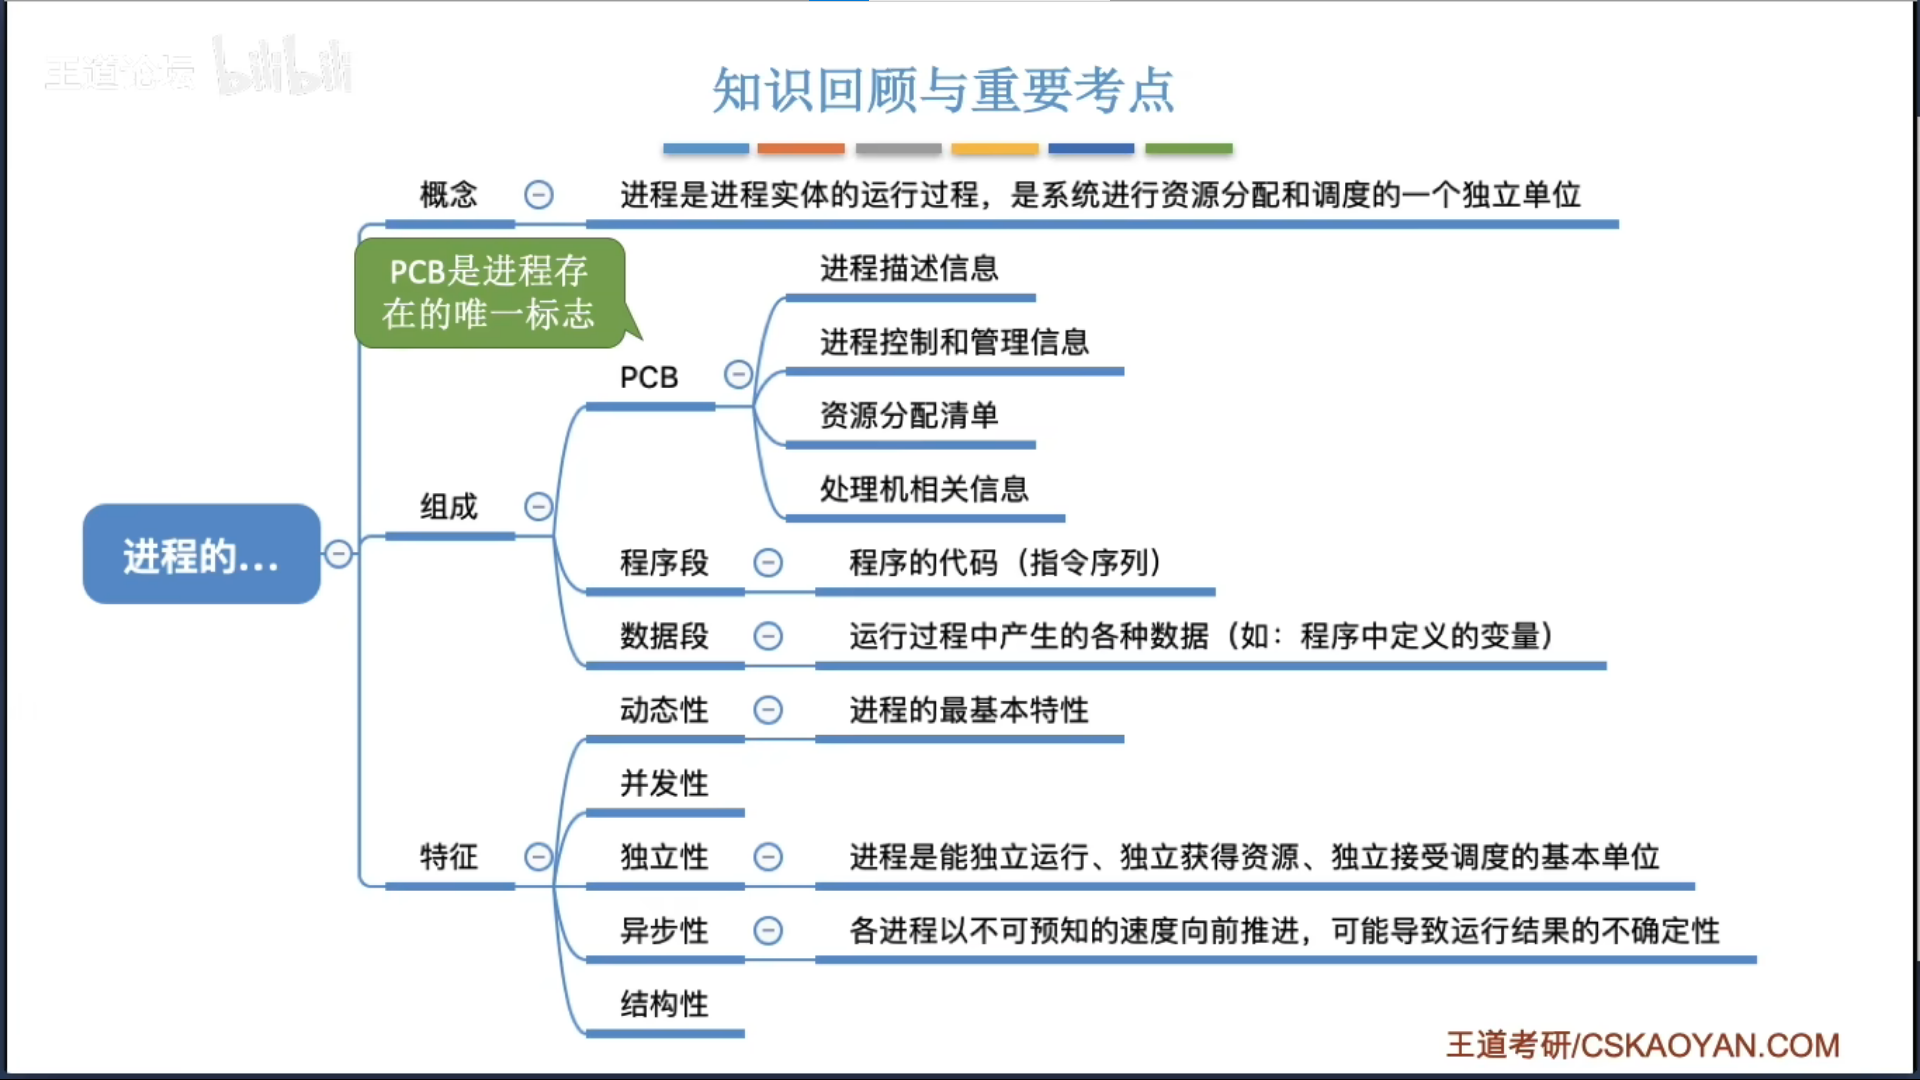 王道论坛 bilibili
知识回顾与重要考点
概念
进程是进程实体的运行过程，是系统进行资源分配和调度的一个独立单位
PCB是进程存
在的唯一标志
进程描述信息
进程控制和管理信息
PCB
资源分配清单
处理机相关信息
组成
进程的...
程序段
程序的代码（指令序列）
数据段
运行过程中产生的各种数据（如：程序中定义的变量）
动态性
进程的最基本特性
并发性
特征
独立性
进程是能独立运行、独立获得资源、独立接受调度的基本单位
异步性
各进程以不可预知的速度向前推进，可能导致运行结果的不确定性
结构性
王道考研/CSKAOYAN.COM